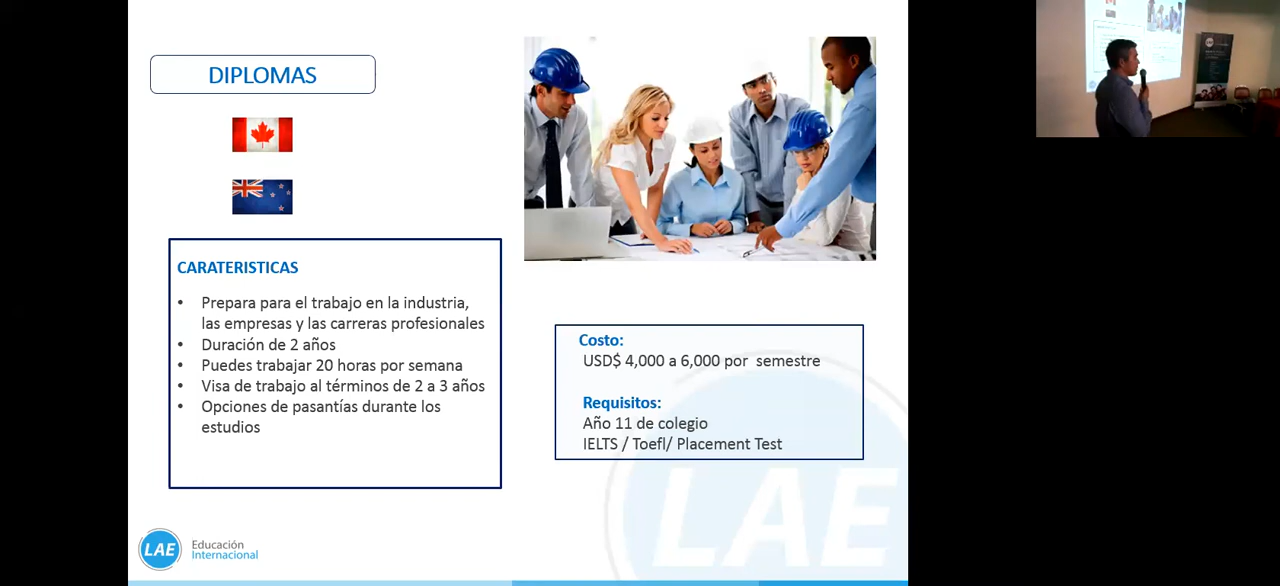 DIPLOMAS
CARATERISTICAS
• Prepara para el trabajo en la industria,
las empresas y las carreras profesionales
• Duración de 2 años
• Puedes trabajar 20 horas por semana
• Visa de trabajo al términos de 2 a 3 años
• Opciones de pasantías durante los
estudios
Costo:
USD$ 4,000 a 6,000 por semestre
Requisitos:
Año 11 de colegio
IELTS / Toefl/ Placement Test
LAE
LAE
Educación
Internacional